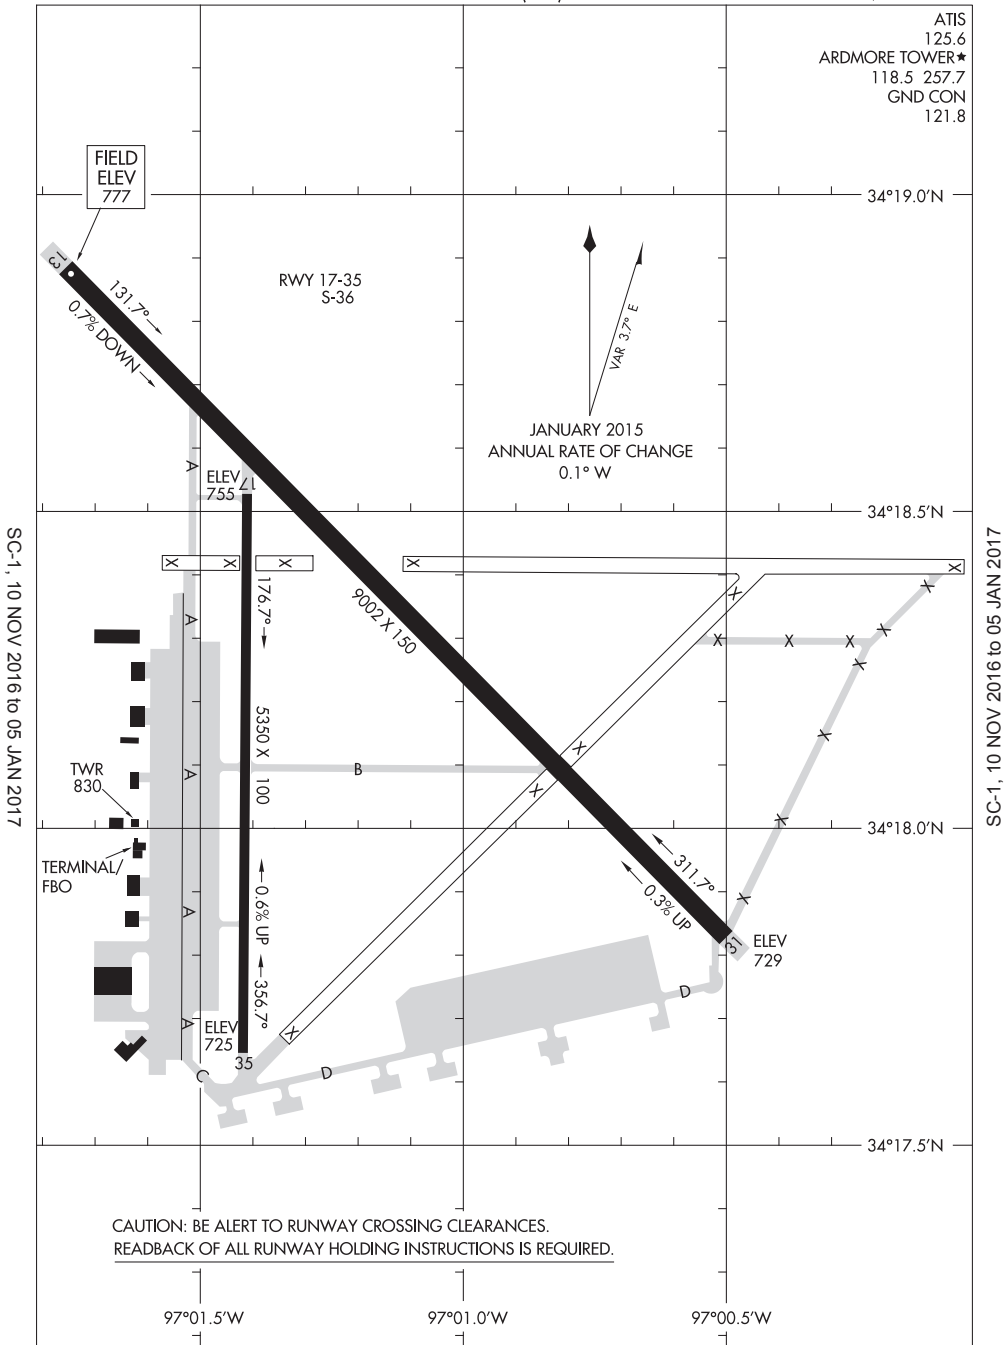 ATIS
125.6
ARDMORE TOWER★
118.5 257.7
GND CON
121.8
FIELD
ELEV
777
34°19.0'N
13
131.7°
0.7% DOWN
RWY 17-35
S-36
VAR 3.7° E
JANUARY 2015
ANNUAL RATE OF CHANGE
0.1° W
A
ELEV
755
17
34°18.5'N
SC-1, 10 NOV 2016 to 05 JAN 2017
SC-1, 10 NOV 2016 to 05 JAN 2017
X
X
X
X
X
176.7°
9002 X 150
A
X
X
X
X
X
X
X
5350 X 100
X
X
TWR
830
A
B
X
X
X
34°18.0'N
TERMINAL/
FBO
311.7°
0.3% UP
A
0.6% UP
X
31
ELEV
729
356.7°
D
A
ELEV
725
35
X
C
D
34°17.5'N
CAUTION: BE ALERT TO RUNWAY CROSSING CLEARANCES.
READBACK OF ALL RUNWAY HOLDING INSTRUCTIONS IS REQUIRED.
97°01.5'W
97°01.0'W
97°00.5'W